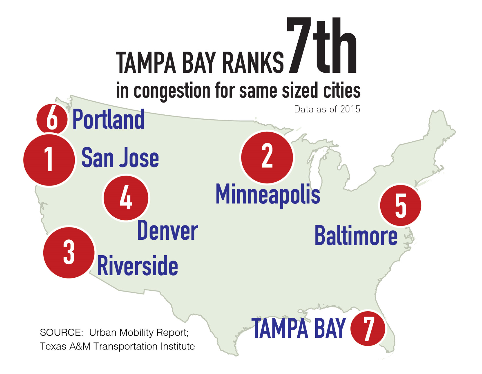 TAMPA BAY RANKS 7th
in congestion for same sized cities
Data as of 2015
6 Portland
1 San Jose
2
Minneapolis
4
Denver
5
Baltimore
3
Riverside
TAMPA BAY 7
SOURCE: Urban Mobility Report;
Texas A&M Transportation Institute